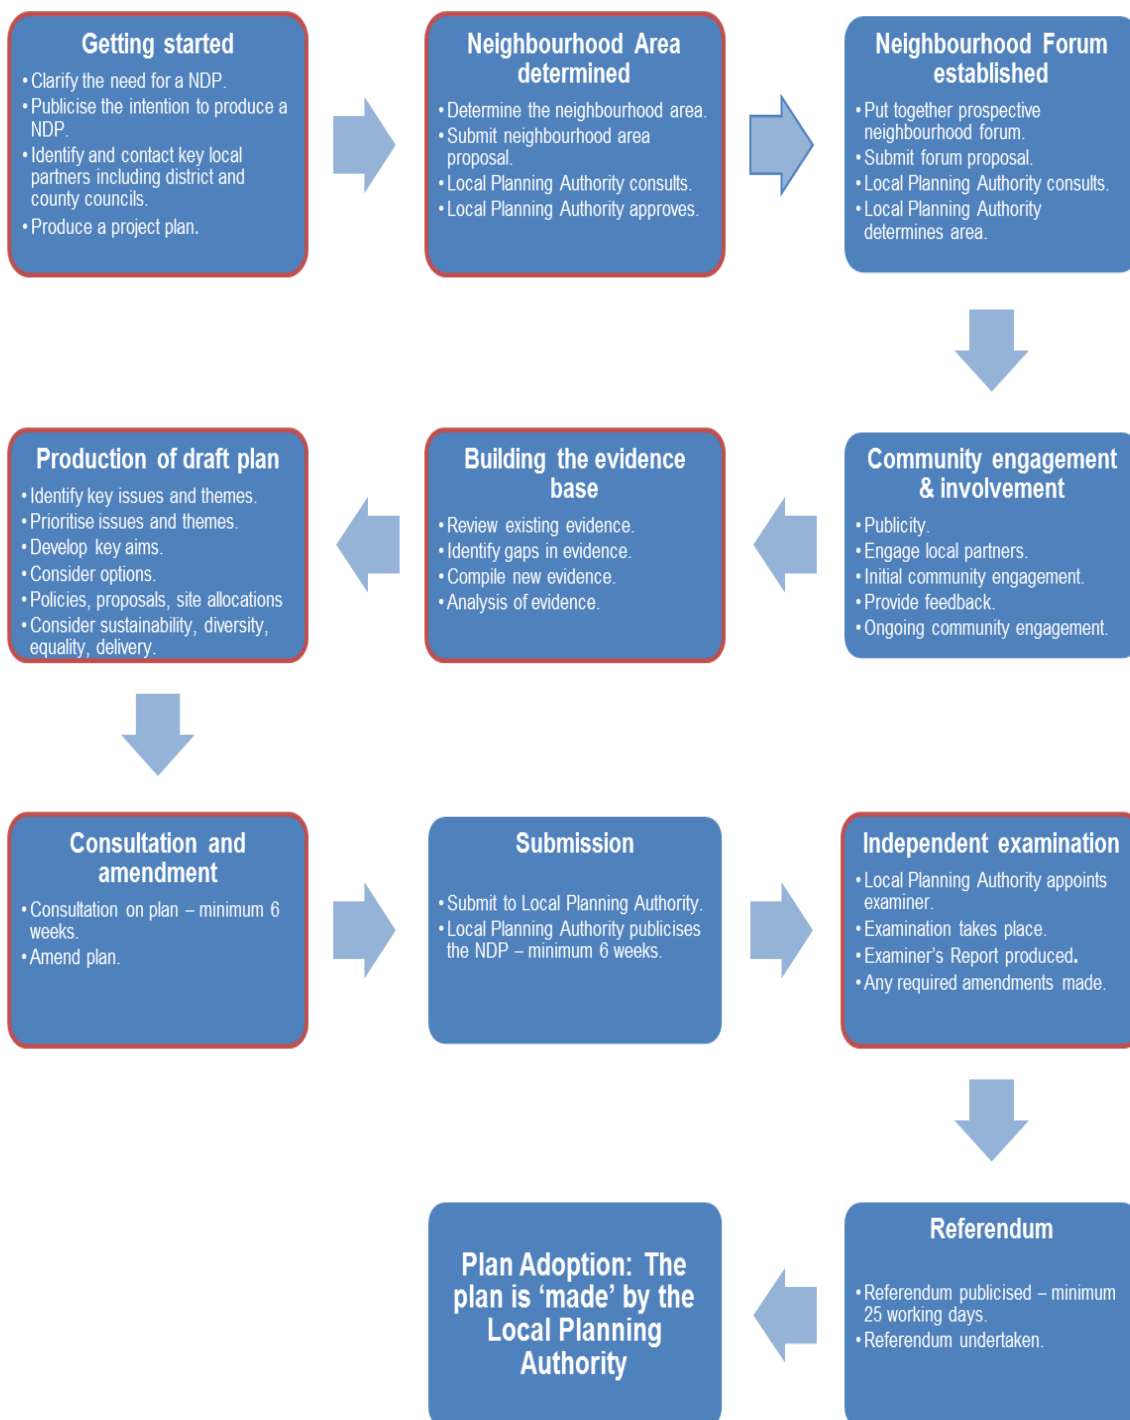 Getting started
• Clarify the need for a NDP.
• Publicise the intention to produce a
NDP.
• Identify and contact key local
partners including district and
county councils.
• Produce a project plan.
Neighbourhood Area
determined
• Determine the neighbourhood area.
• Submit neighbourhood area
proposal.
• Local Planning Authority consults.
• Local Planning Authority approves.
Neighbourhood Forum
established
• Put together prospective
neighbourhood forum.
• Submit forum proposal.
• Local Planning Authority consults.
• Local Planning Authority
determines area.
Community engagement
& involvement
• Publicity.
• Engage local partners.
• Initial community engagement.
• Provide feedback.
• Ongoing community engagement.
Building the evidence
base
• Review existing evidence.
• Identify gaps in evidence.
• Compile new evidence.
• Analysis of evidence.
Production of draft plan
• Identify key issues and themes.
• Prioritise issues and themes.
• Develop key aims.
• Consider options.
• Policies, proposals, site allocations
• Consider sustainability, diversity,
equality, delivery.
Consultation and
amendment
• Consultation on plan – minimum 6
weeks.
• Amend plan.
Submission
• Submit to Local Planning Authority.
• Local Planning Authority publicises
the NDP – minimum 6 weeks.
Independent examination
• Local Planning Authority appoints
examiner.
• Examination takes place.
• Examiner's Report produced.
• Any required amendments made.
Referendum
• Referendum publicised – minimum
25 working days.
• Referendum undertaken.
Plan Adoption: The
plan is ‘made’ by the
Local Planning
Authority